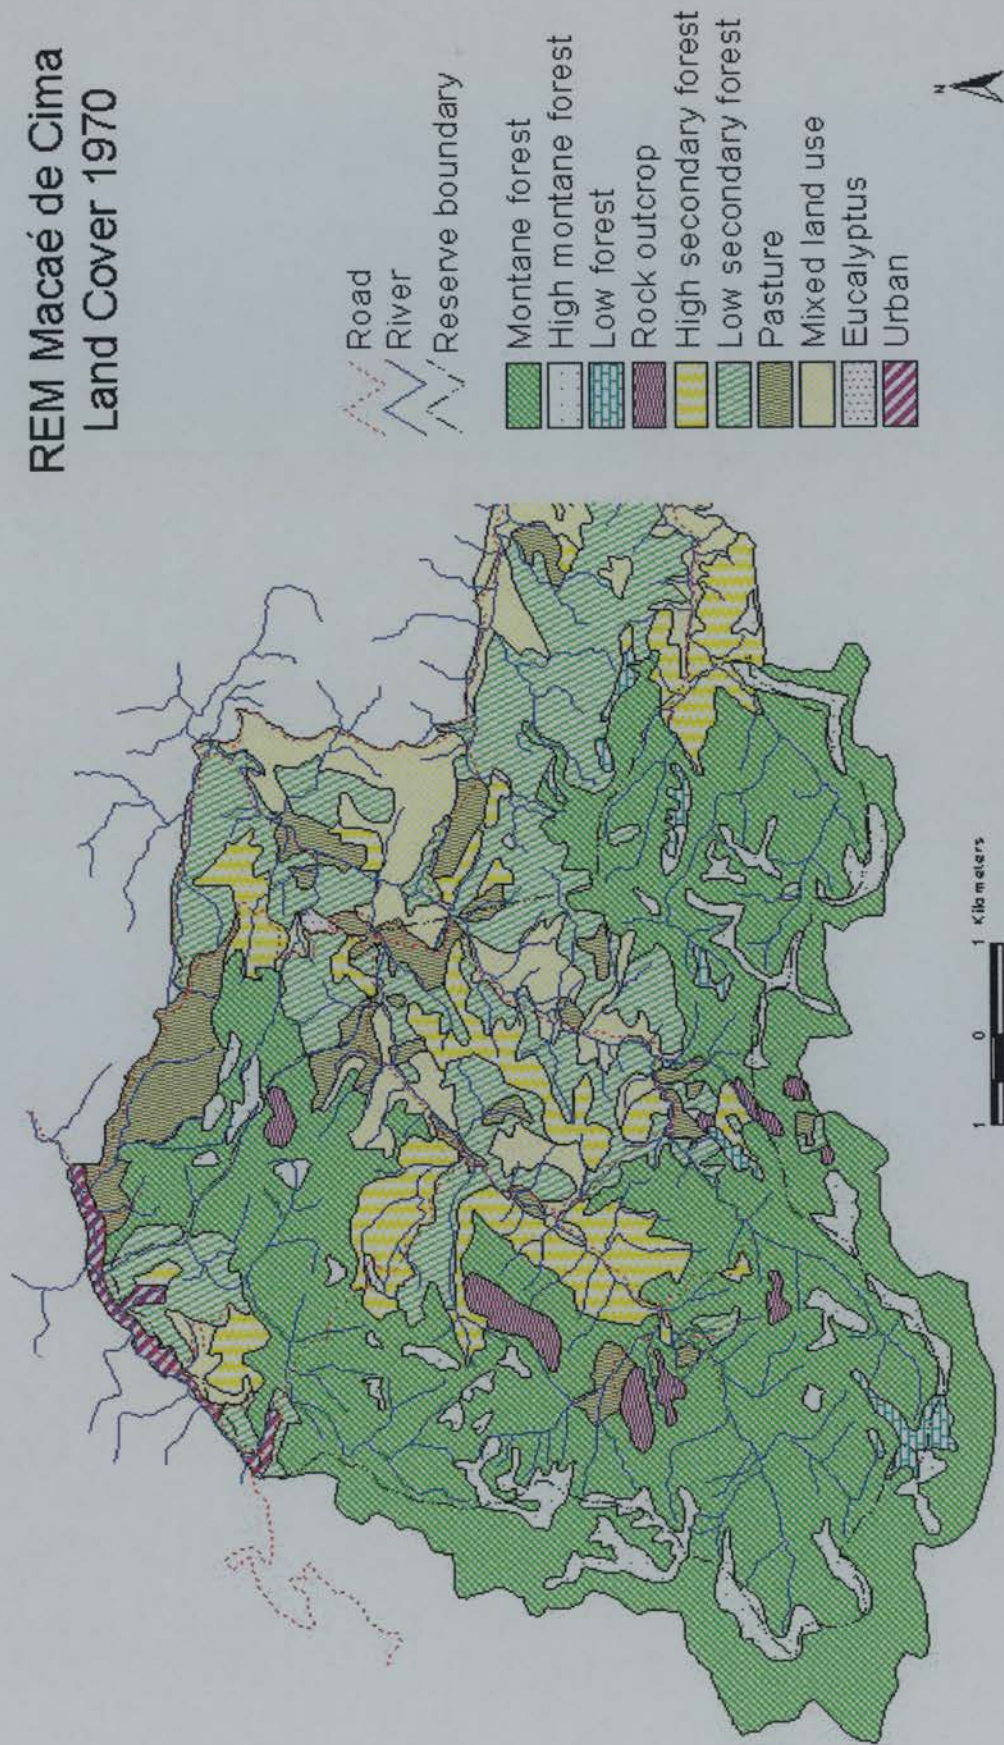 REM Macaé de Cima
Land Cover 1970
Road
River
Reserve boundary
Montane forest
High montane forest
Low forest
Rock outcrop
High secondary forest
Low secondary forest
Pasture
Mixed land use
Eucalyptus
Urban
N
1 0 1 Kilometers